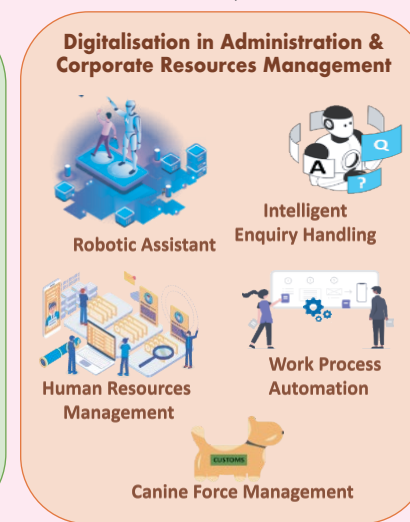 Digitalisation in Administration &
Corporate Resources Management
A
Q
?
Robotic Assistant
Intelligent
Enquiry Handling
Human Resources
Management
Work Process
Automation
CUSTOMS
Canine Force Management